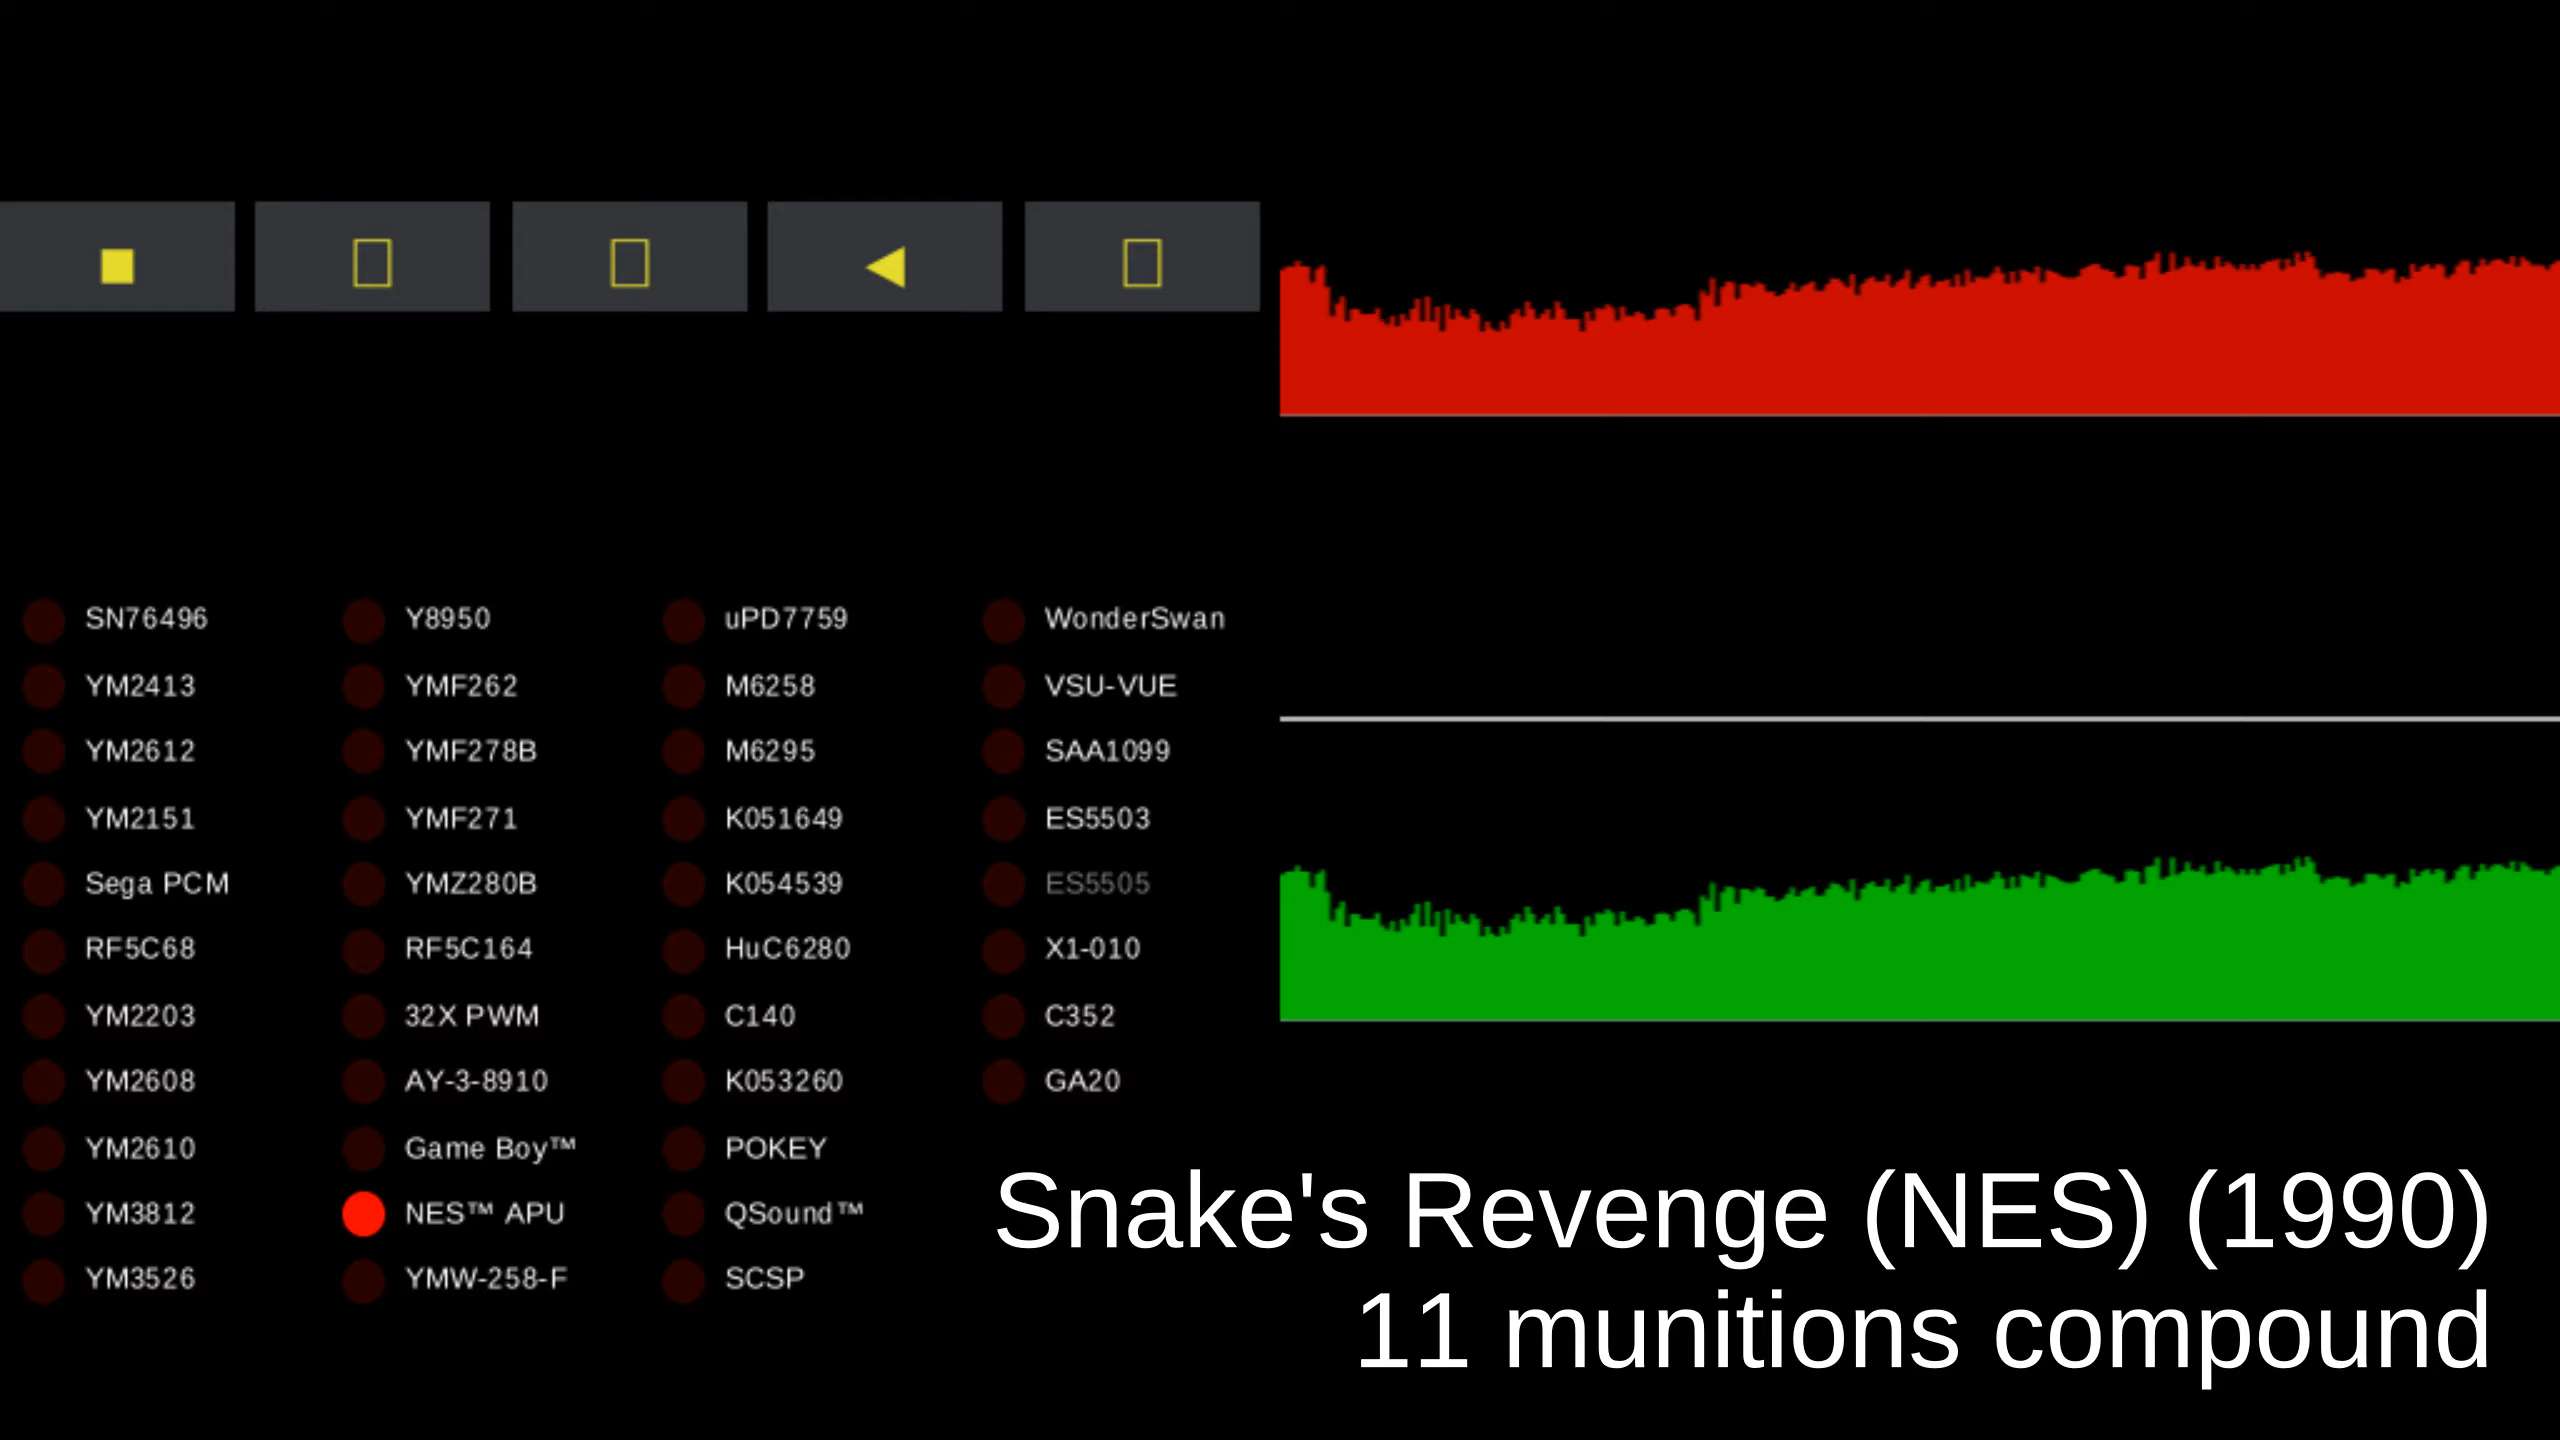 SN76496
YM2413
YM2612
YM2151
Sega PCM
RF5C68
YM2203
YM2608
YM2610
YM3812
YM3526
Y8950
YMF262
YMF278B
YMF271
YMZ280B
RF5C164
32X PWM
AY-3-8910
Game Boy™
NES™ APU
YMW-258-F
uPD7759
M6258
M6295
K051649
K054539
HuC6280
C140
K053260
POKEY
QSound™
SCSP
WonderSwan
VSU-VUE
SAA1099
ES5503
ES5505
X1-010
C352
GA20
Snake's Revenge (NES) (1990)
11 munitions compound